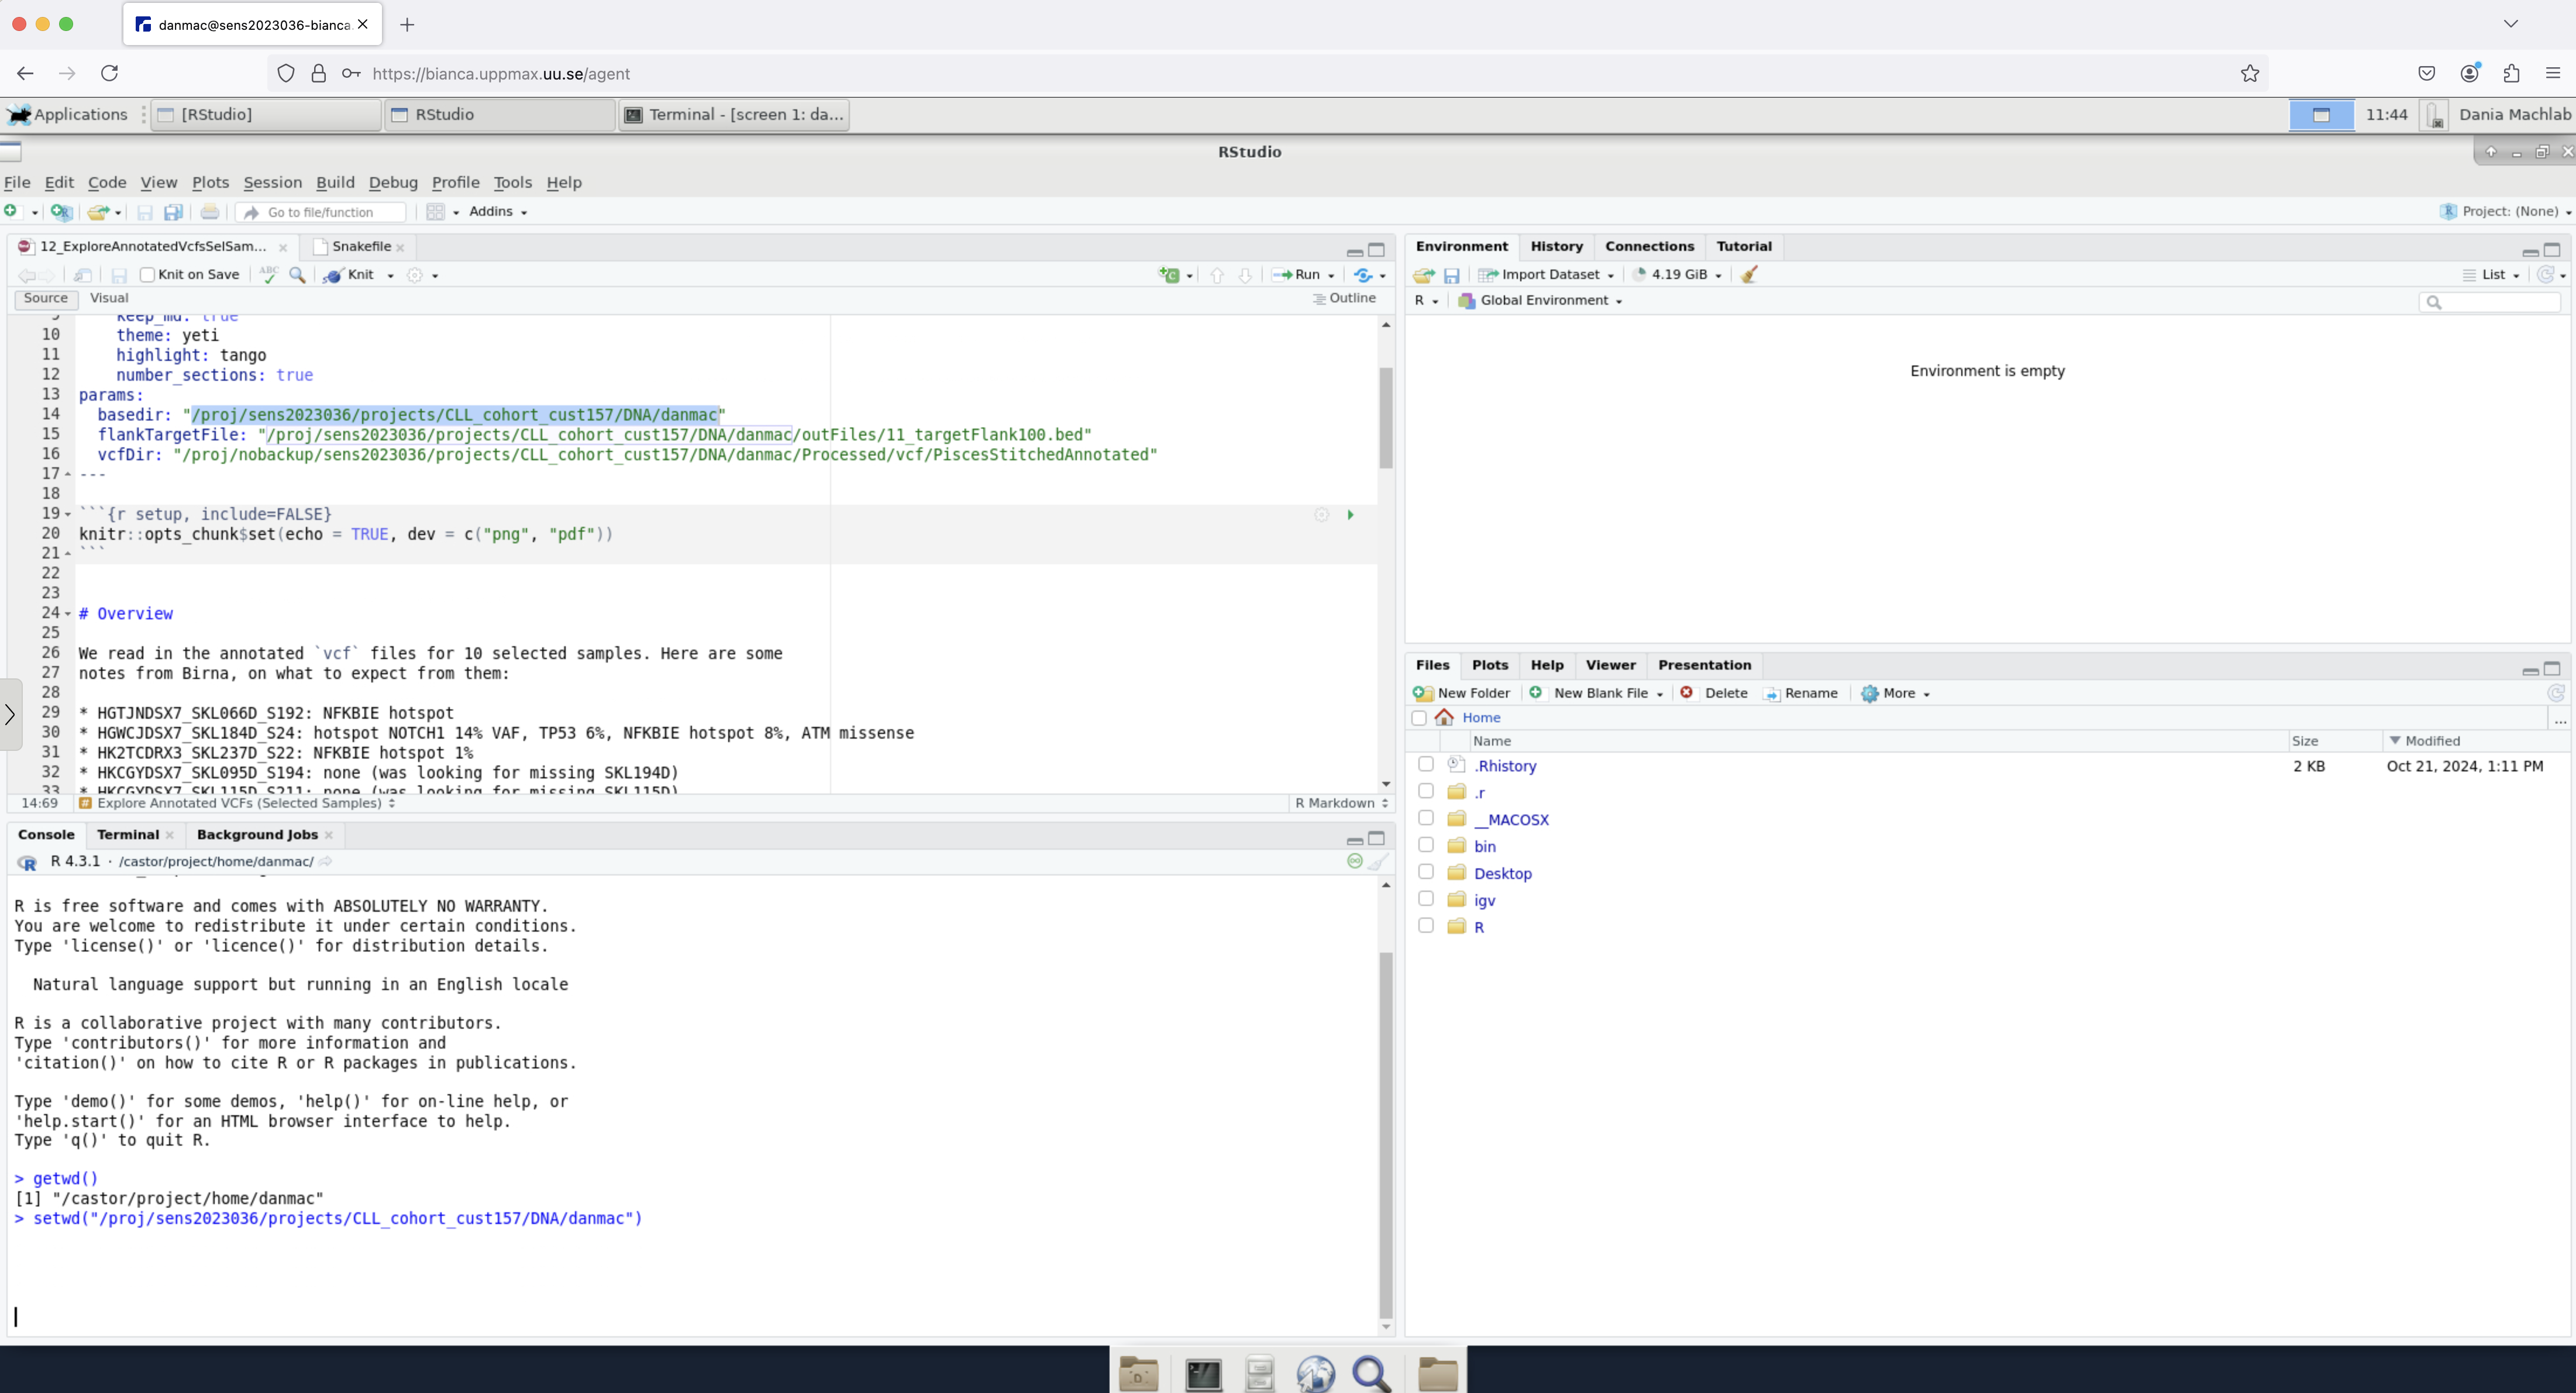 danmac@sens2023036-bianca
https://bianca.uppmax.uu.se/agent
Applications
[RStudio]
RStudio
Terminal - [screen 1: da...
11:44
Dania Machlab
RStudio
File Edit Code View Plots Session Build Debug Profile Tools Help
Go to file/function
Addins
Project: (None)
12_ExploreAnnotatedVcfsSelSam...
Snakefile
Knit on Save
ABC
Knit
Run
Source
Visual
Outline
9     keep_md: true
10     theme: yeti
11     highlight: tango
12     number_sections: true
13 params:
14   basedir: "/proj/sens2023036/projects/CLL_cohort_cust157/DNA/danmac"
15   flankTargetFile: "/proj/sens2023036/projects/CLL_cohort_cust157/DNA/danmac/outFiles/11_targetFlank100.bed"
16   vcfDir: "/proj/nobackup/sens2023036/projects/CLL_cohort_cust157/DNA/danmac/Processed/vcf/PiscesStitchedAnnotated"
17 ---
18
19 ```{r setup, include=FALSE}
20 knitr::opts_chunk$set(echo = TRUE, dev = c("png", "pdf"))
21 ```
22
23
24 # Overview
25
26 We read in the annotated `vcf` files for 10 selected samples. Here are some
27 notes from Birna, on what to expect from them:
28
29 * HGTJNDSX7_SKL066D_S192: NFKBIE hotspot
30 * HGWCJDSX7_SKL184D_S24: hotspot NOTCH1 14% VAF, TP53 6%, NFKBIE hotspot 8%, ATM missense
31 * HK2TCDRX3_SKL237D_S22: NFKBIE hotspot 1%
32 * HKCGYDSX7_SKL095D_S194: none (was looking for missing SKL194D)
33 * HKCGYDSX7_SKL115D_S211: none (was looking for missing SKL115D)
14:69
Explore Annotated VCFs (Selected Samples)
R Markdown
Console
Terminal
Background Jobs
R 4.3.1 · /castor/project/home/danmac/
R is free software and comes with ABSOLUTELY NO WARRANTY.
You are welcome to redistribute it under certain conditions.
Type 'license()' or 'licence()' for distribution details.
Natural language support but running in an English locale
R is a collaborative project with many contributors.
Type 'contributors()' for more information and
'citation()' on how to cite R or R packages in publications.
Type 'demo()' for some demos, 'help()' for on-line help, or
'help.start()' for an HTML browser interface to help.
Type 'q()' to quit R.
> getwd()
[1] "/castor/project/home/danmac"
> setwd("/proj/sens2023036/projects/CLL_cohort_cust157/DNA/danmac")
Environment
History
Connections
Tutorial
Import Dataset
4.19 GiB
List
R
Global Environment
Environment is empty
Files
Plots
Help
Viewer
Presentation
New Folder
New Blank File
Delete
Rename
More
Home
...
Name
Size
Modified
.Rhistory
2 KB
Oct 21, 2024, 1:11 PM
.r
__MACOSX
bin
Desktop
igv
R